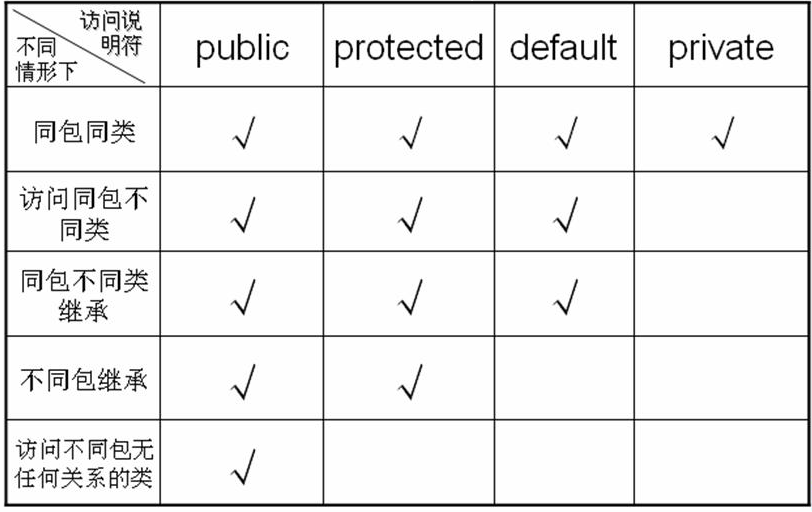 访问说
明符
不同
情形下
public protected default private
同包同类 √ √ √ √
访问同包不
同类 √ √ √
同包不同类
继承 √ √ √
不同包继承 √ √
访问不同包无
任何关系的类 √